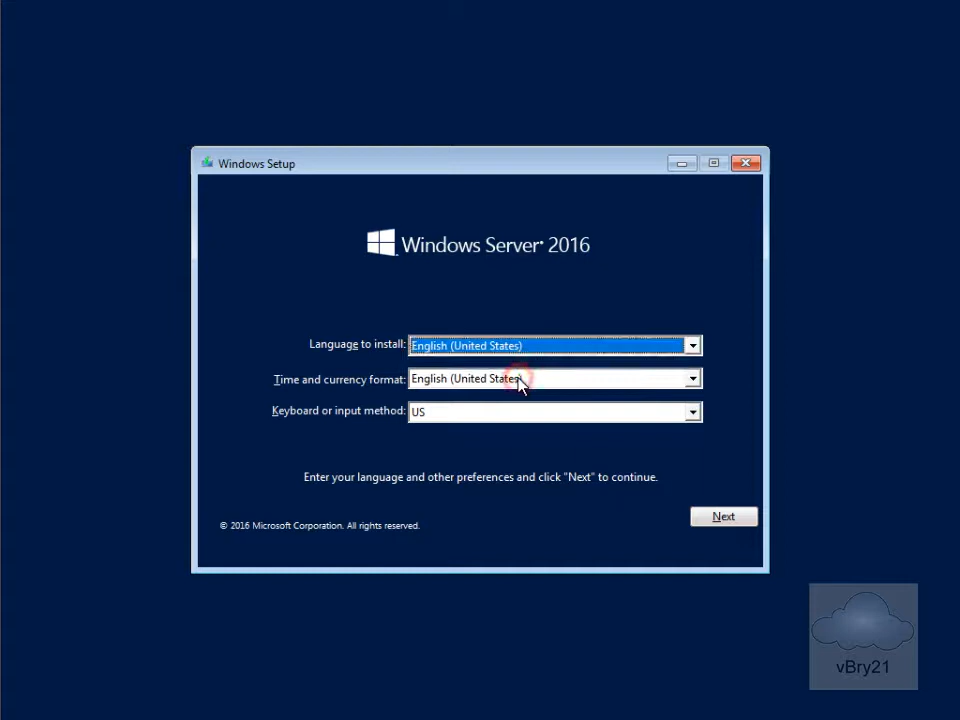 Windows Setup
Windows Server® 2016
Language to install: English (United States)
Time and currency format: English (United States)
Keyboard or input method: US
Enter your language and other preferences and click "Next" to continue.
Next
© 2016 Microsoft Corporation. All rights reserved.
vBry21